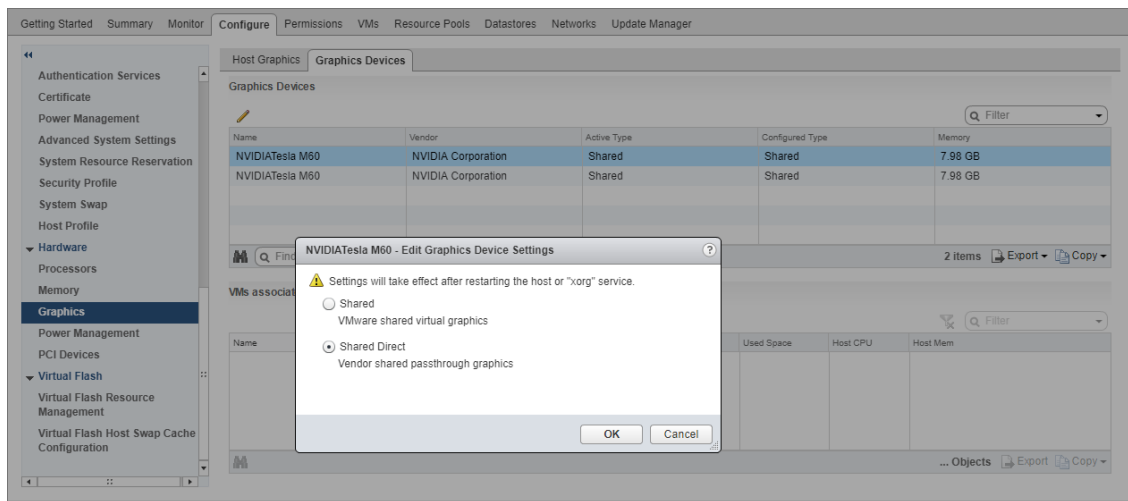 Getting Started Summary Monitor Configure Permissions VMs Resource Pools Datastores Networks Update Manager
Authentication Services
Certificate
Power Management
Advanced System Settings
System Resource Reservation
Security Profile
System Swap
Host Profile
Hardware
Processors
Memory
Graphics
Power Management
PCI Devices
Virtual Flash
Virtual Flash Resource
Management
Virtual Flash Host Swap Cache
Configuration
Host Graphics Graphics Devices
Graphics Devices
Filter
Name Vendor Active Type Configured Type Memory
NVIDIATesla M60 NVIDIA Corporation Shared Shared 7.98 GB
NVIDIATesla M60 NVIDIA Corporation Shared Shared 7.98 GB
Find
2 items Export Copy
VMs associat
Filter
Name Used Space Host CPU Host Mem
... Objects Export Copy
NVIDIATesla M60 - Edit Graphics Device Settings ?
Settings will take effect after restarting the host or "xorg" service.
Shared
VMware shared virtual graphics
Shared Direct
Vendor shared passthrough graphics
OK Cancel